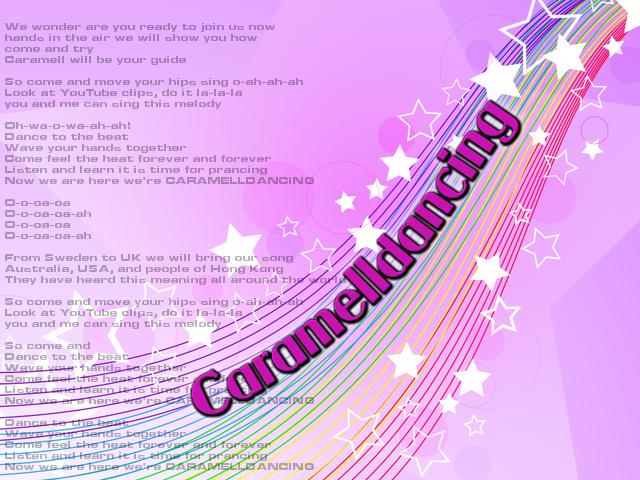 We wonder are you ready to join us now
hands in the air we will show you how
come and try
Caramell will be your guide
So come and move your hips sing o-ah-ah-ah
Look at YouTube clips, do it la-la-la
you and me can sing this melody
Oh-wa-o-wa-ah-ah!
Dance to the beat
Wave your hands together
Come feel the heat forever and forever
Listen and learn it is time for prancing
Now we are here we're CARAMELLDANCING
O-o-oa-oa
O-o-oa-oa-ah
O-o-oa-oa
O-o-oa-oa-ah
From Sweden to UK we will bring our song
Australia, USA, and people of Hong Kong
They have heard this meaning all around the world
So come and move your hips sing o-ah-ah-ah
Look at YouTube clips, do it la-la-la
you and me can sing this melody
So come and
Dance to the beat
Wave your hands together
Come feel the heat forever and forever
Listen and learn it is time for prancing
Now we are here we're CARAMELLDANCING
Dance to the beat
Wave your hands together
Come feel the heat forever and forever
Listen and learn it is time for prancing
Now we are here we're CARAMELLDANCING
Caramelldancing